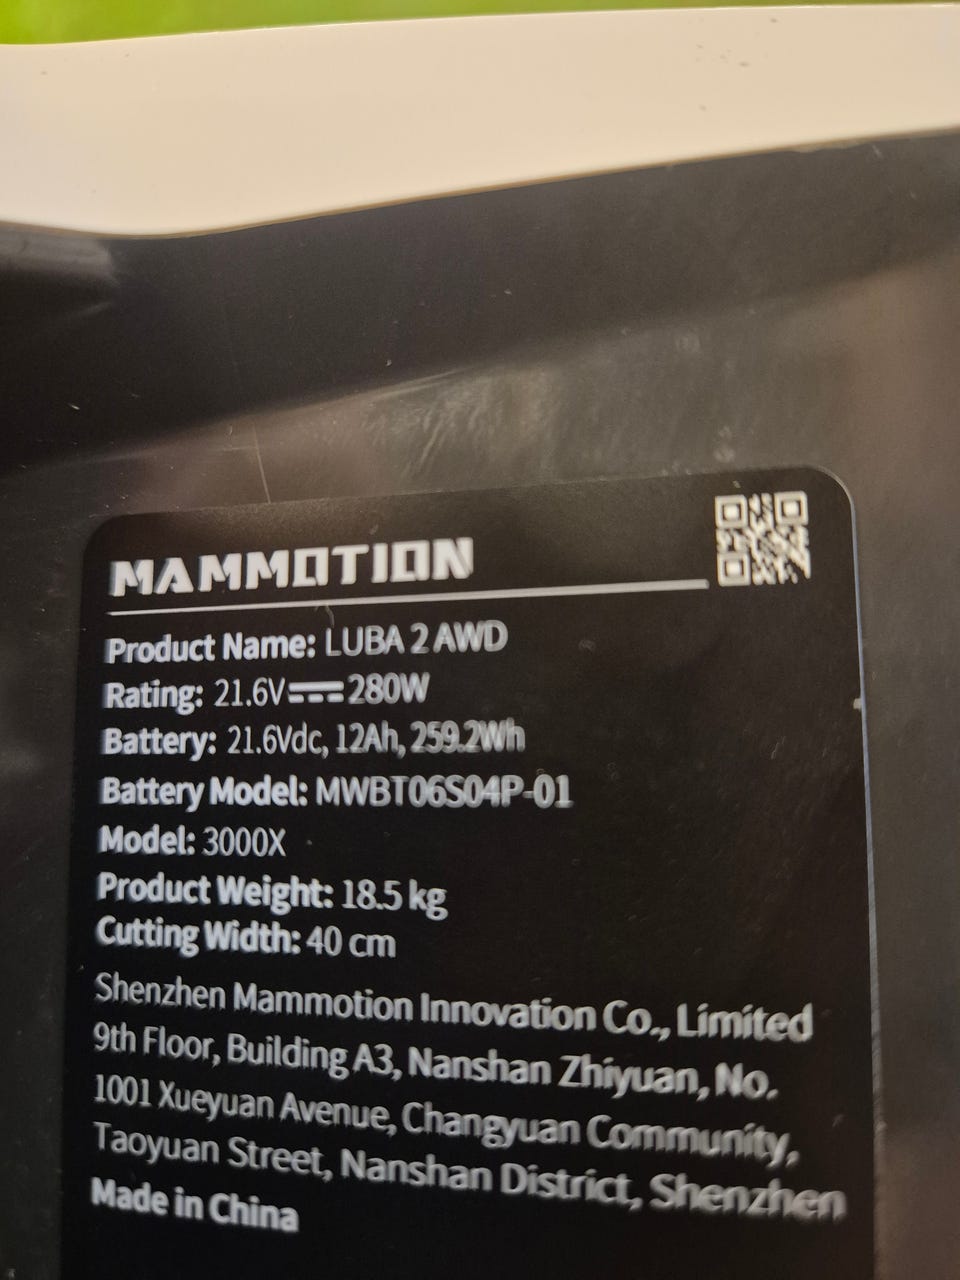 MAMMOTION
Product Name: LUBA 2 AWD
Rating: 21.6V⎓280W
Battery: 21.6Vdc, 12Ah, 259.2Wh
Battery Model: MWBT06S04P-01
Model: 3000X
Product Weight: 18.5 kg
Cutting Width: 40 cm
Shenzhen Mammotion Innovation Co., Limited
9th Floor, Building A3, Nanshan Zhiyuan, No.
1001 Xueyuan Avenue, Changyuan Community,
Taoyuan Street, Nanshan District, Shenzhen
Made in China